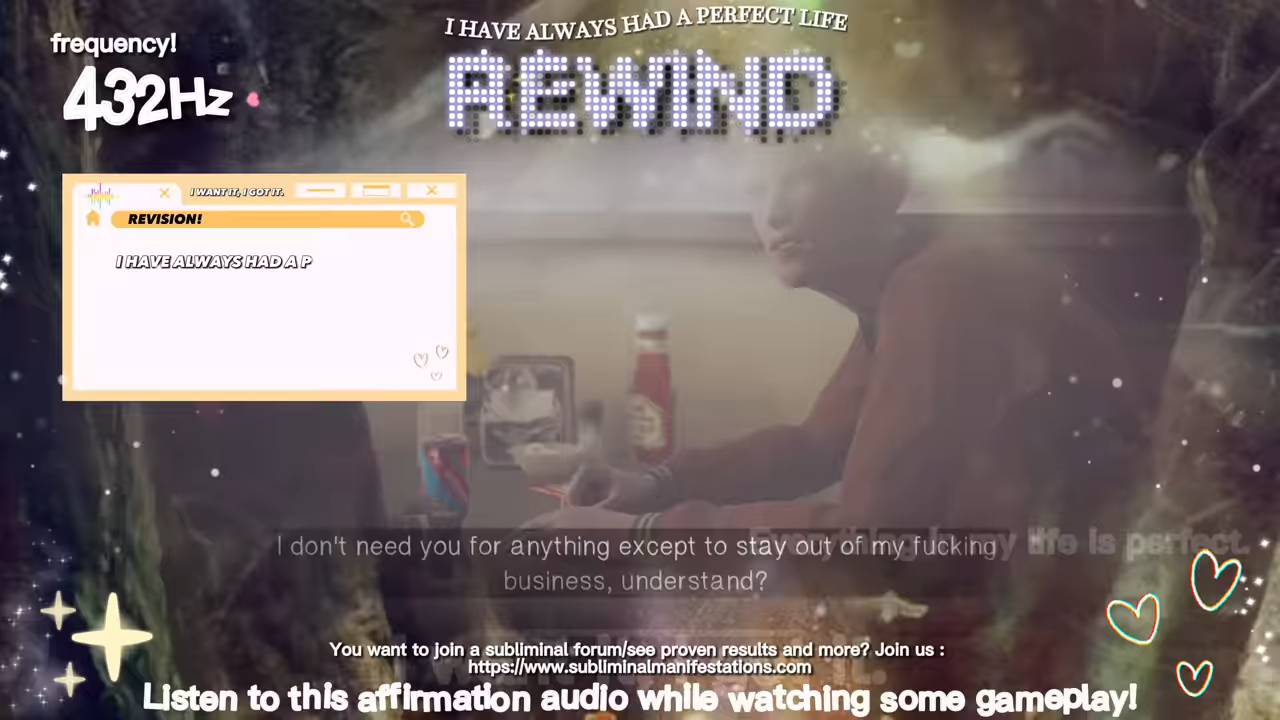 I HAVE ALWAYS HAD A PERFECT LIFE
frequency!
REWIND
432Hz
I WANT IT, I GOT IT.
REVISION!
I HAVE ALWAYS HAD A P
Everything in my life is perfect.
I don't need you for anything except to stay out of my fucking
business, understand?
You want to join a subliminal forum/see proven results and more? Join us :
https://www.subliminalmanifestations.com
Listen to this affirmation audio while watching some gameplay!